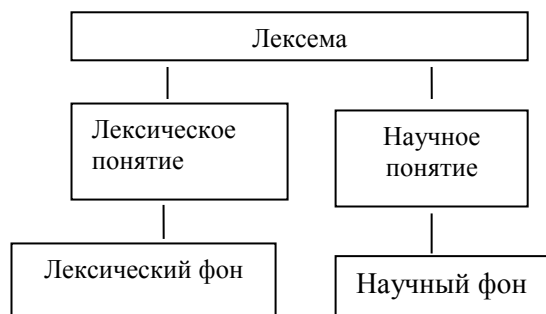 Лексема
Лексическое
понятие
Научное
понятие
Лексический фон
Научный фон